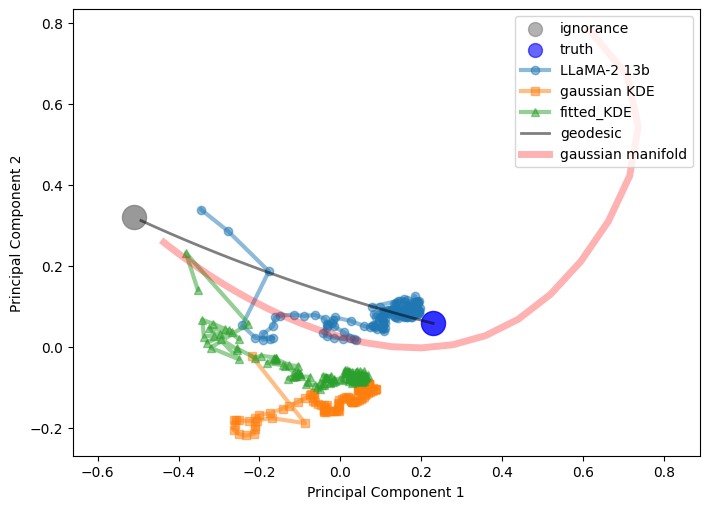 0.8
0.6
0.4
0.2
0.0
−0.2
−0.6
−0.4
−0.2
0.0
0.2
0.4
0.6
0.8
Principal Component 1
Principal Component 2
ignorance
truth
LLaMA-2 13b
gaussian KDE
fitted_KDE
geodesic
gaussian manifold